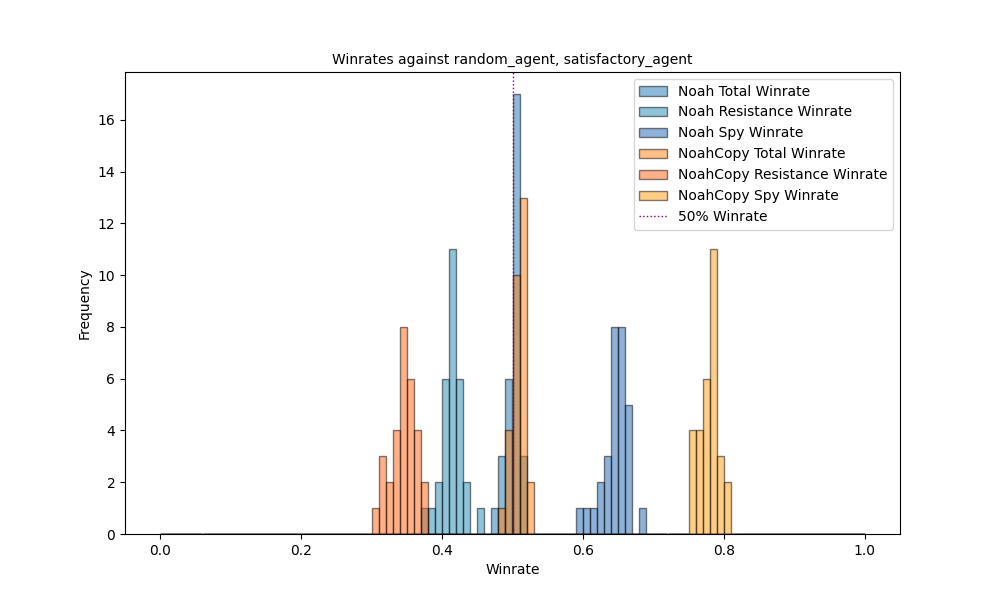 Winrates against random_agent, satisfactory_agent
Noah Total Winrate
Noah Resistance Winrate
Noah Spy Winrate
NoahCopy Total Winrate
NoahCopy Resistance Winrate
NoahCopy Spy Winrate
50% Winrate
Frequency
16
14
12
10
8
6
4
2
0
0.0 0.2 0.4 0.6 0.8 1.0
Winrate